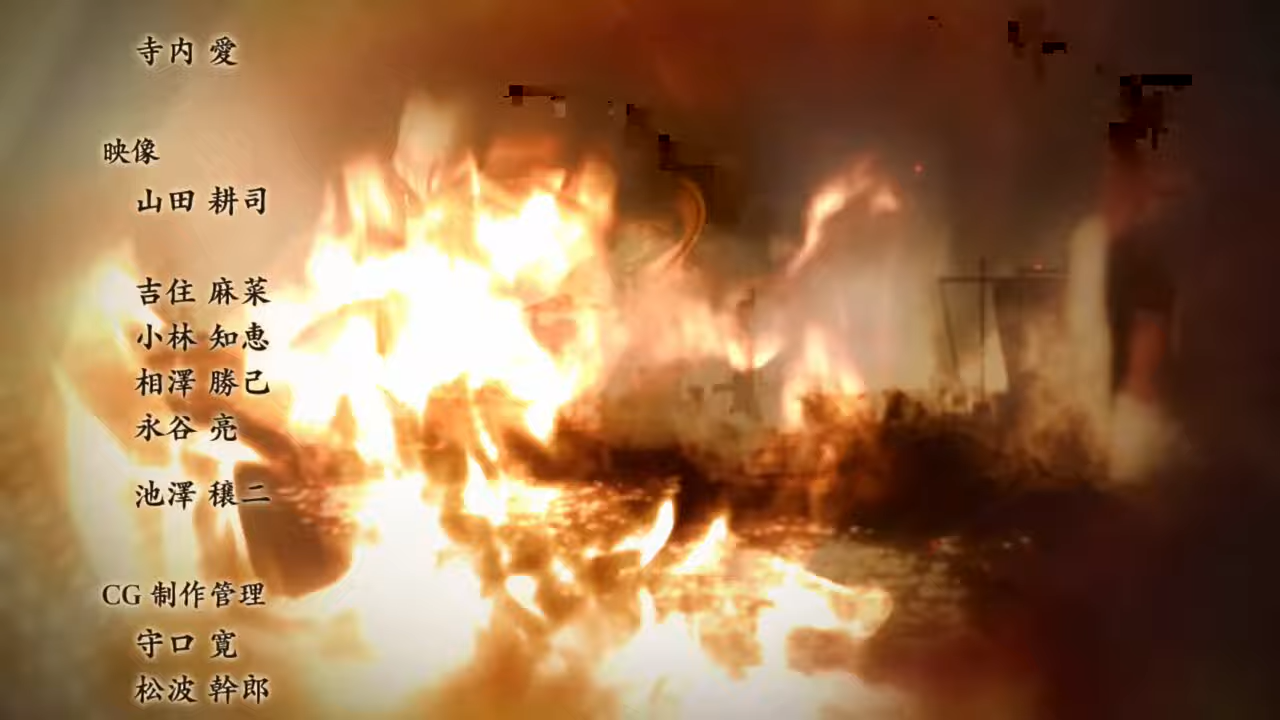 寺内 愛
映像
山田 耕司
吉住 麻菜
小林 知恵
相澤 勝己
永谷 亮
池澤 穣二
CG 制作管理
守口 寛
松波 幹郎